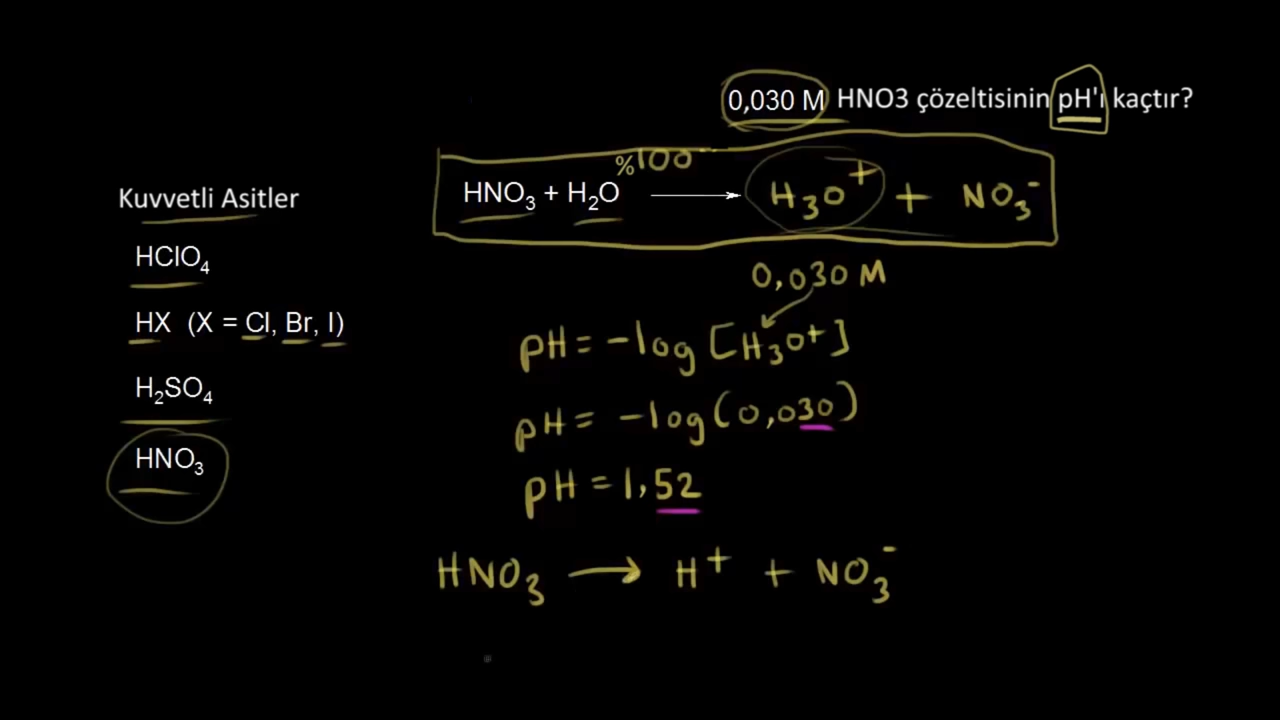 0,030 M HNO3 çözeltisinin pH'ı kaçtır?
%100
HNO₃ + H₂O ⟶ H₃O⁺ + NO₃⁻
0,030 M
pH = -log [H₃O⁺]
pH = -log (0,030)
pH = 1,52
HNO₃ ⟶ H⁺ + NO₃⁻
Kuvvetli Asitler
HClO₄
HX (X = Cl, Br, I)
H₂SO₄
HNO₃